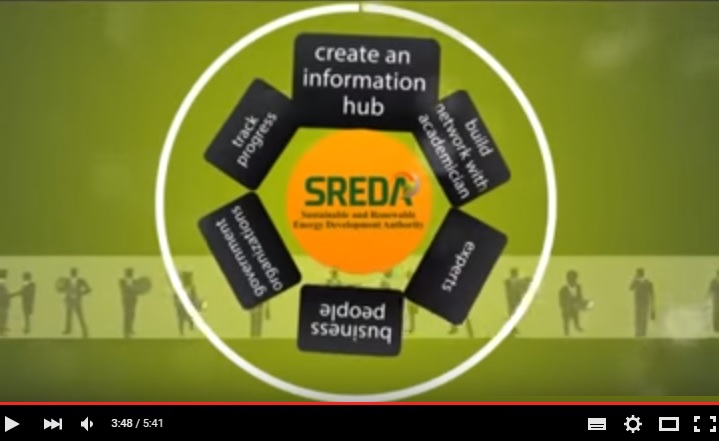 create an
information
hub
build
network with
academician
experts
business
people
government
organizations
track
progress
SREDA
Sustainable and Renewable
Energy Development Authority
3:48 / 5:41